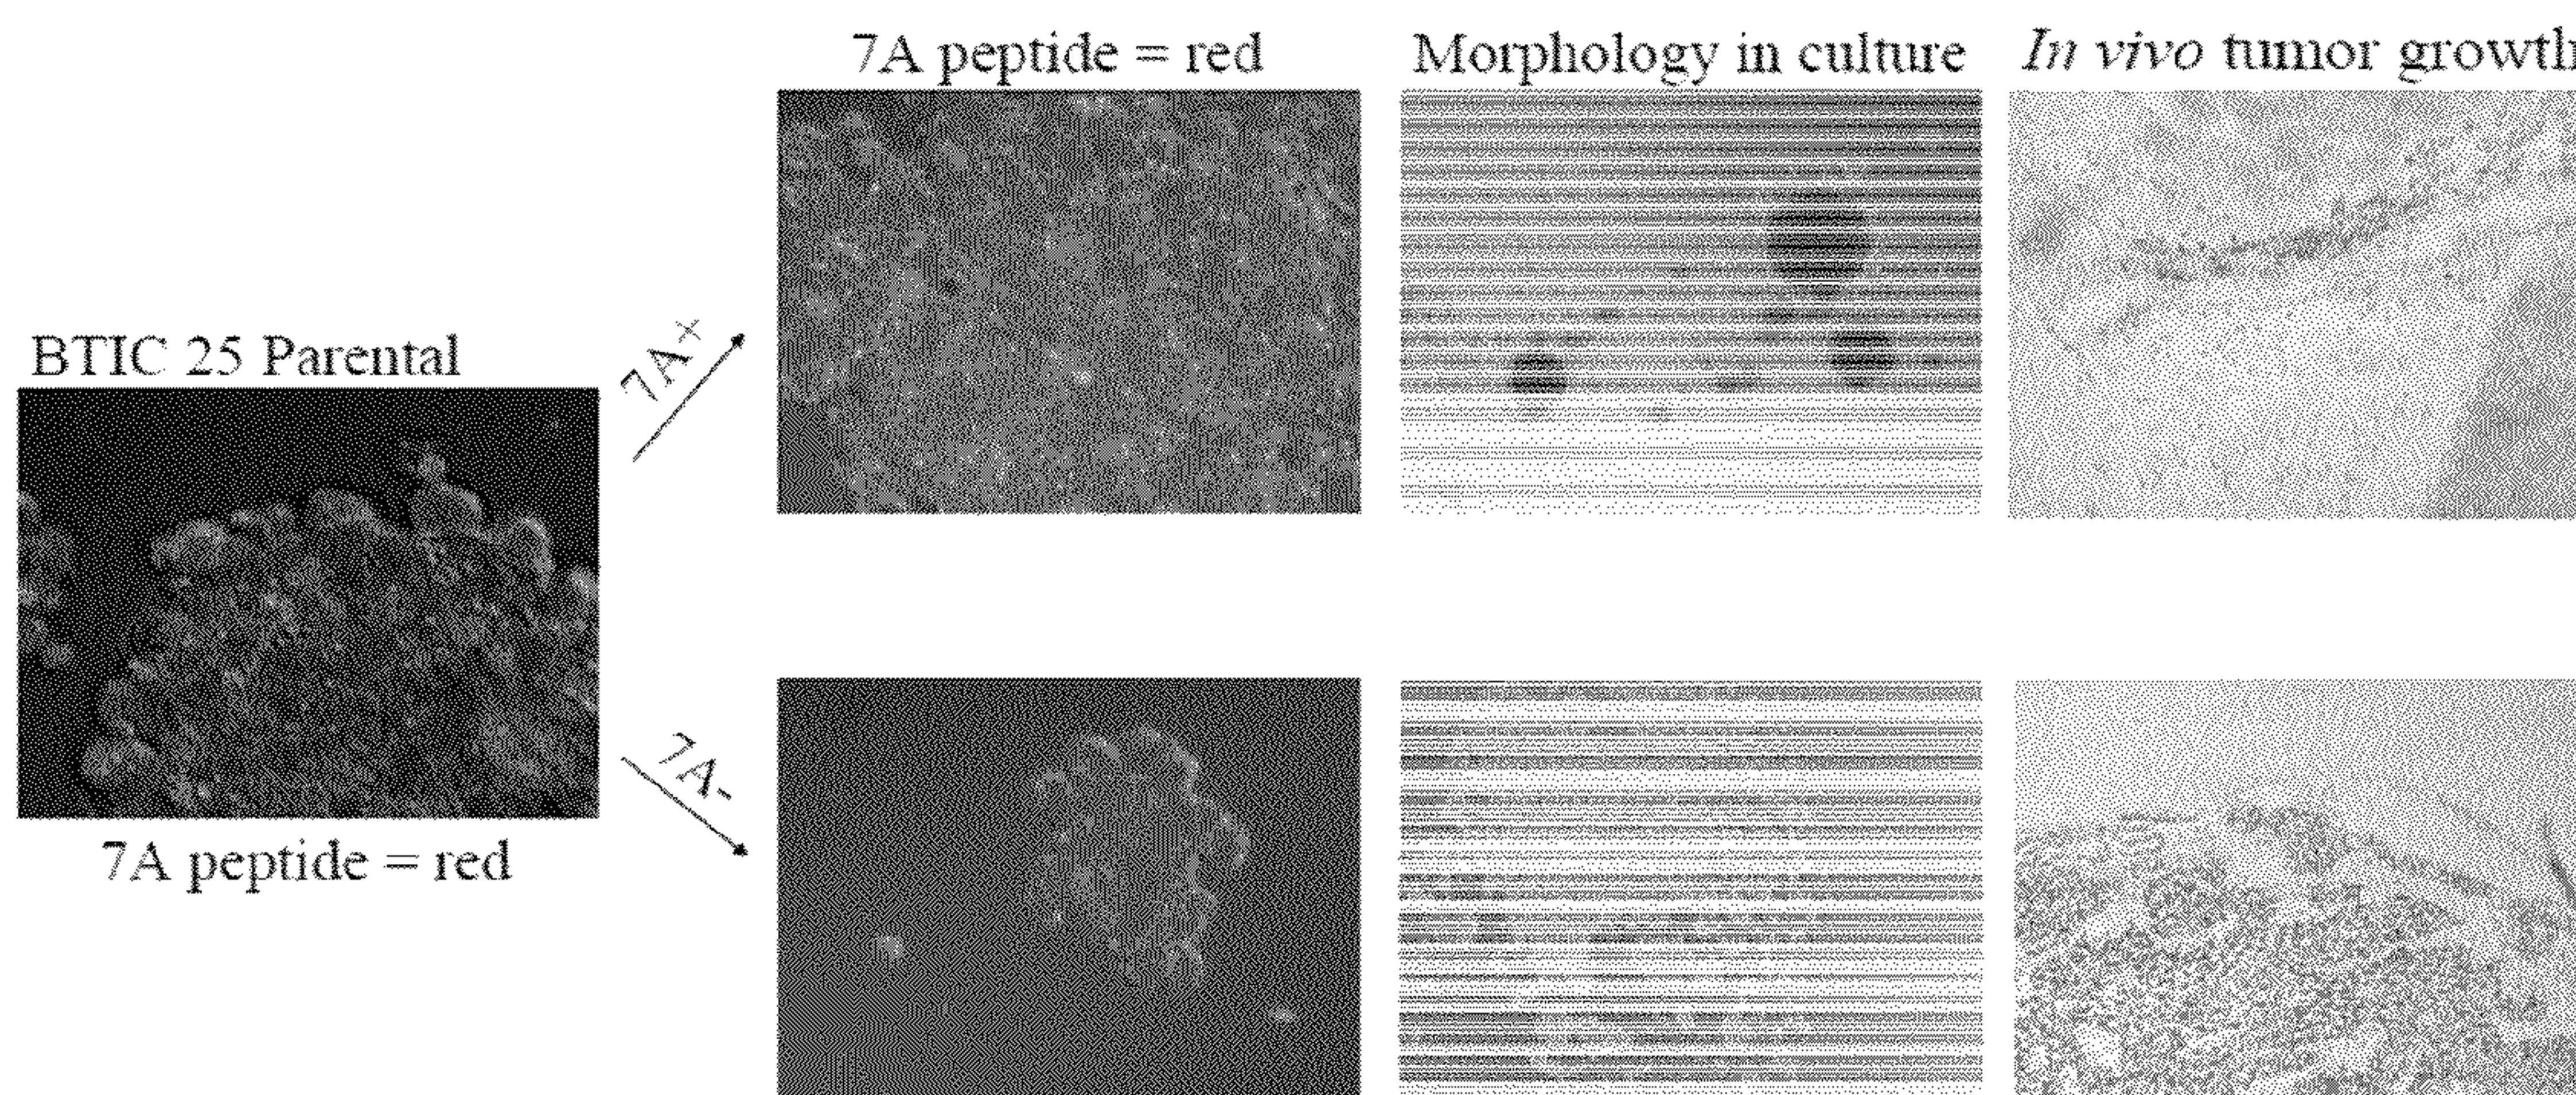 7A peptide = red
Morphology in culture
In vivo tumor growth
BTIC 25 Parental
7A+
7A-
7A peptide = red